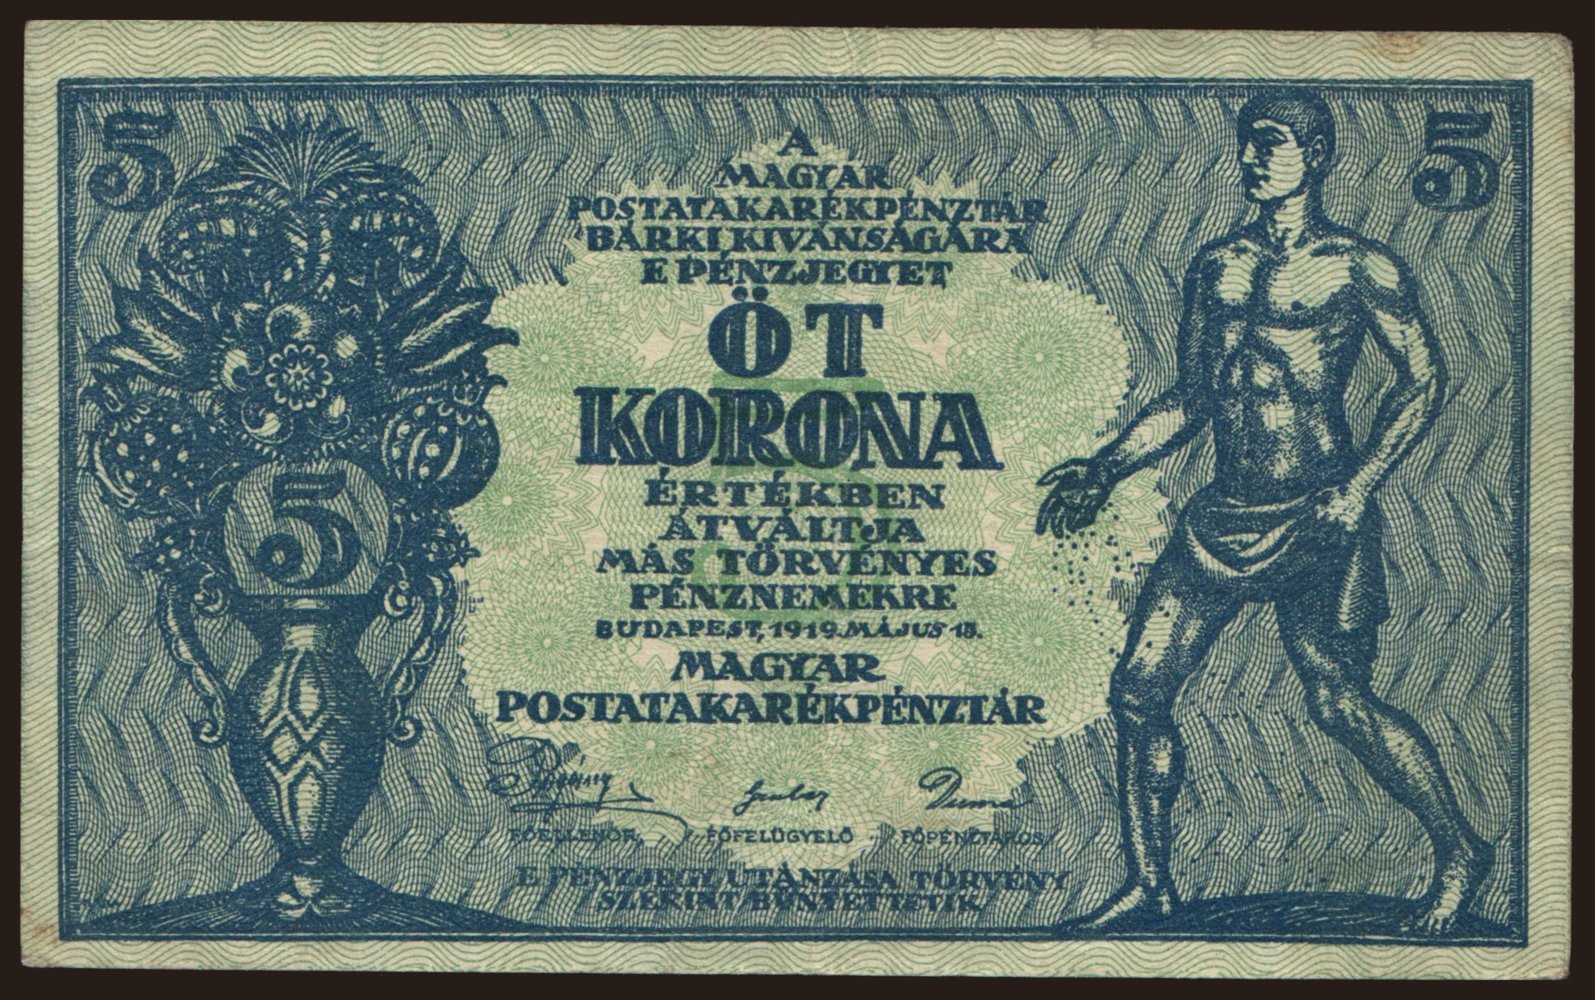 5
5
A
MAGYAR
POSTATAKARÉKPÉNZTÁR
BÁRKI KIVÁNSÁGÁRA
E PÉNZJEGYET
ÖT
KORONA
ÉRTÉKBEN
ÁTVÁLTJA
MÁS TÖRVÉNYES
PÉNZNEMEKRE
BUDAPEST, 1919. MÁJUS 15.
MAGYAR
POSTATAKARÉKPÉNZTÁR
5
FŐELLENŐR. FŐFELÜGYELŐ FŐPÉNZTÁROS.
E PÉNZJEGY UTÁNZÁSA TÖRVÉNY
SZERINT BÜNTETTETIK